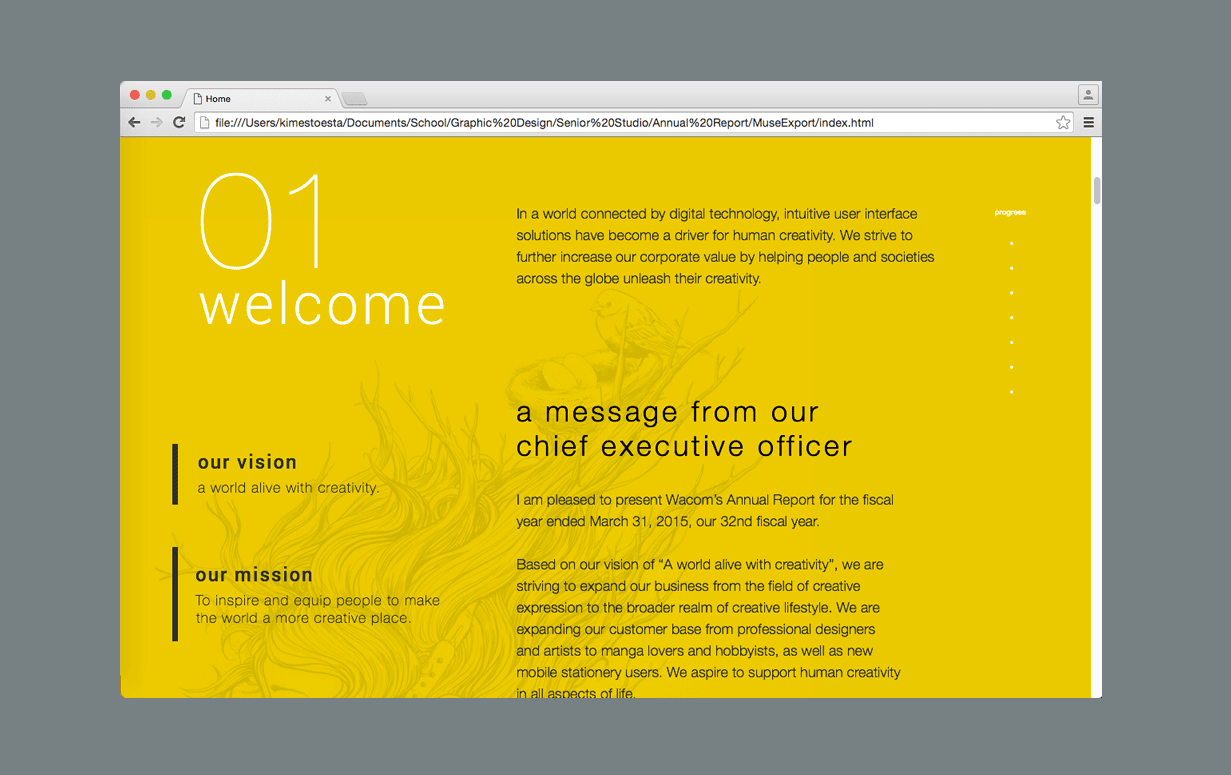 Home
file:///Users/kimestoesta/Documents/School/Graphic%20Design/Senior%20Studio/Annual%20Report/MuseExport/index.html
01
welcome
our vision
a world alive with creativity.
our mission
To inspire and equip people to make
the world a more creative place.
In a world connected by digital technology, intuitive user interface
solutions have become a driver for human creativity. We strive to
further increase our corporate value by helping people and societies
across the globe unleash their creativity.
a message from our
chief executive officer
I am pleased to present Wacom’s Annual Report for the fiscal
year ended March 31, 2015, our 32nd fiscal year.
Based on our vision of “A world alive with creativity”, we are
striving to expand our business from the field of creative
expression to the broader realm of creative lifestyle. We are
expanding our customer base from professional designers
and artists to manga lovers and hobbyists, as well as new
mobile stationery users. We aspire to support human creativity
in all aspects of life.
progress